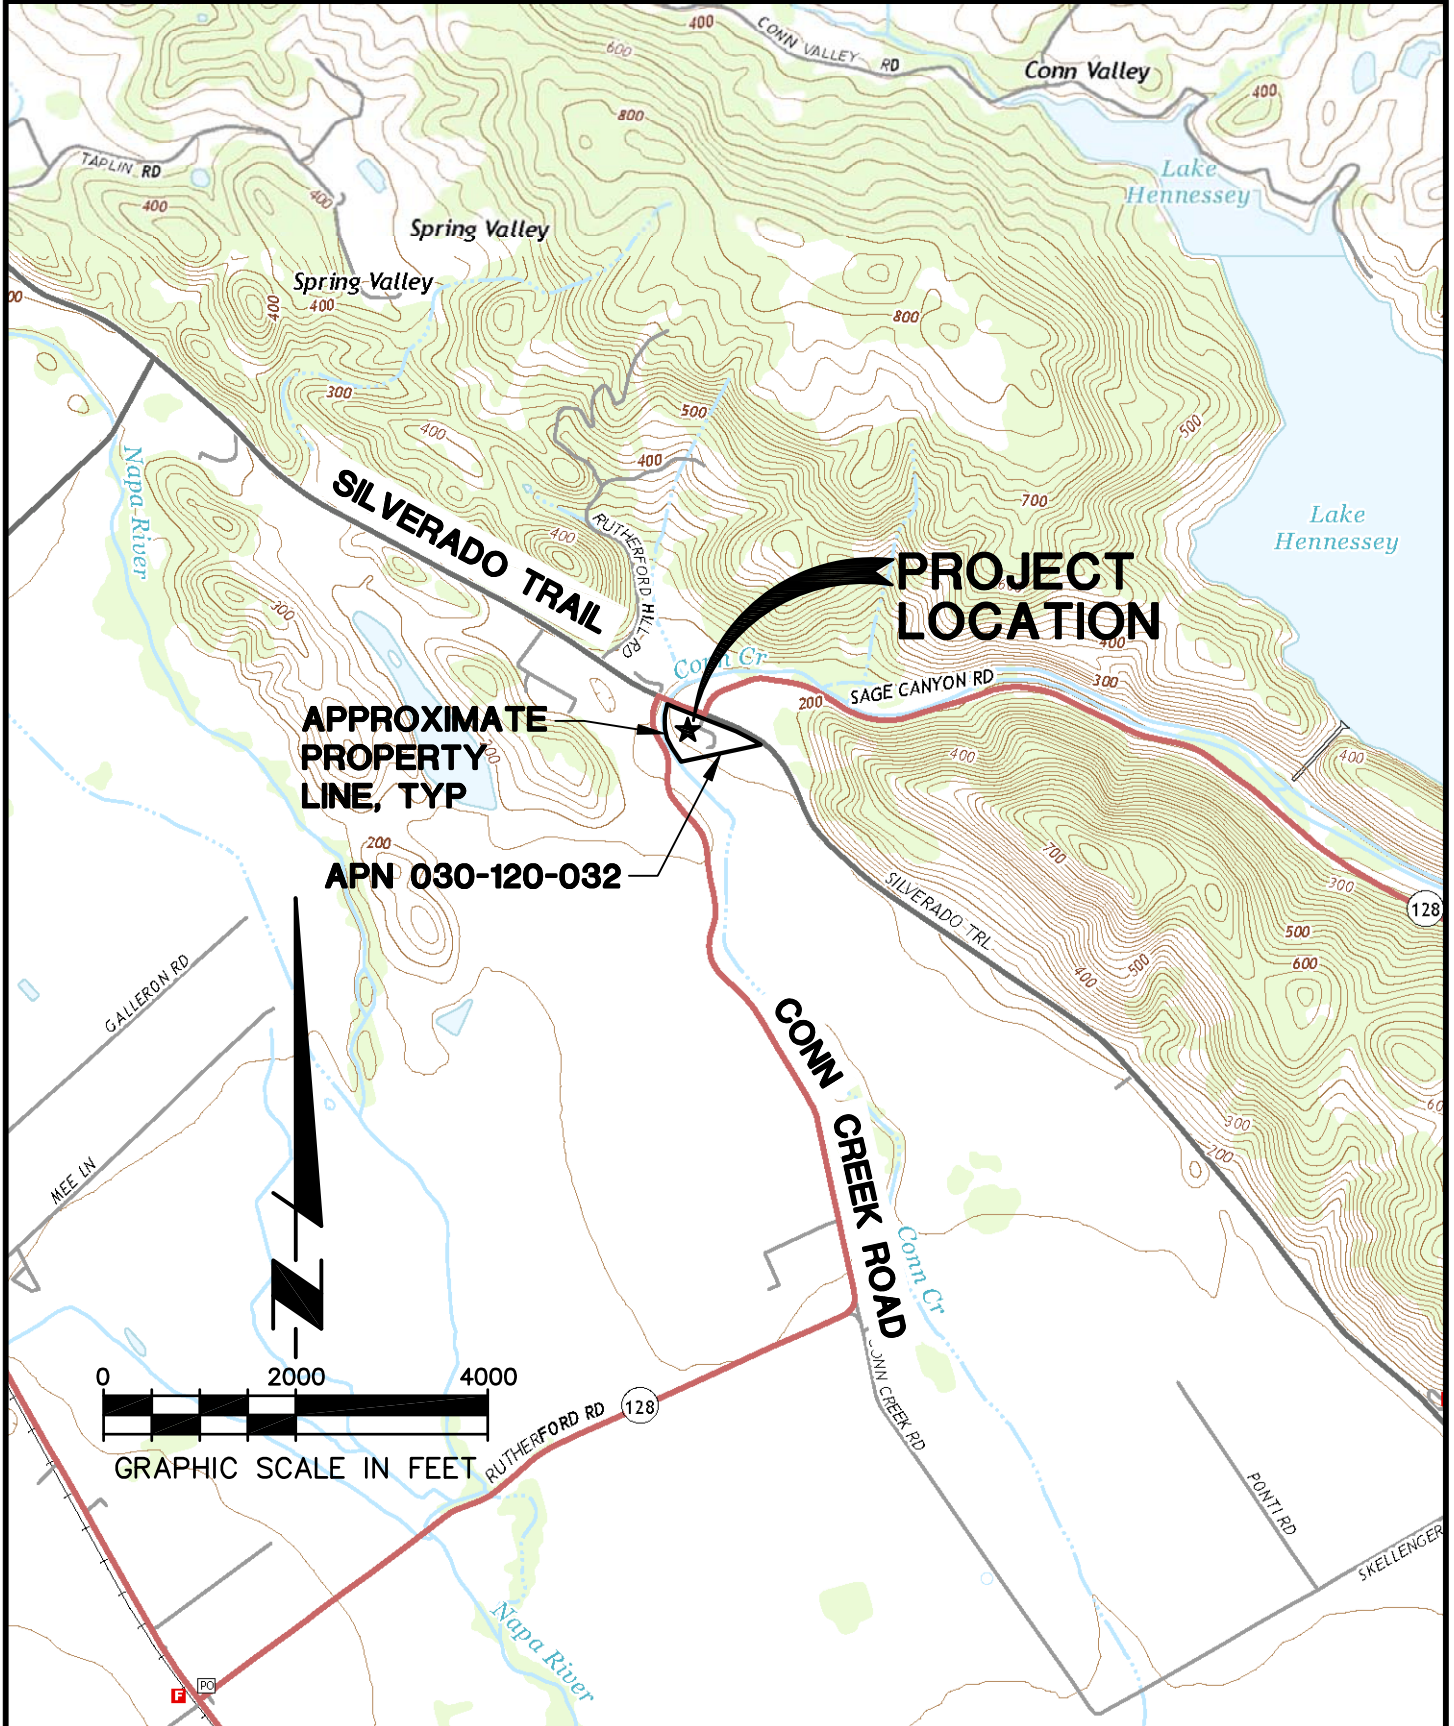 400
CONN VALLEY RD
600
Conn Valley
400
800
TAPLIN RD
Lake
Hennessey
400
400
Spring Valley
Spring Valley
400
400
00
800
300
500
400
500
400
Napa River
SILVERADO TRAIL
700
Lake
Hennessey
400
RUTHERFORD HILL RD
PROJECT
LOCATION
300
400
Conn Cr
SAGE CANYON RD
300
200
APPROXIMATE
PROPERTY
LINE, TYP
400
400
200
700
APN 030-120-032
300
SILVERADO TRL
128
500
600
500
400
GALLERON RD
CONN CREEK ROAD
60
300
200
MEE LN
Conn Cr
0 2000 4000
GRAPHIC SCALE IN FEET
RUTHERFORD RD
128
CONN CREEK RD
PONTI RD
SKELLENGER
Napa River
PO
F